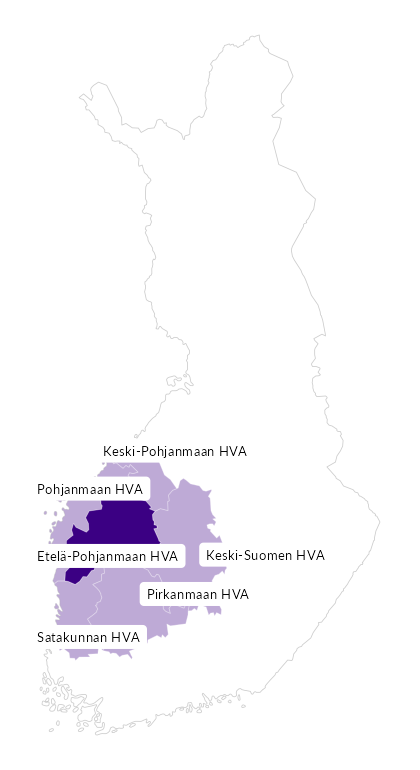 Keski-Pohjanmaan HVA
Pohjanmaan HVA
Etelä-Pohjanmaan HVA
Keski-Suomen HVA
Pirkanmaan HVA
Satakunnan HVA